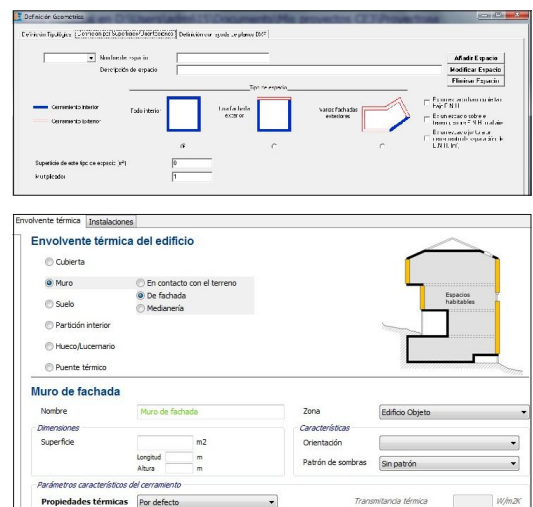 Definición Geométrica
Definición Tipológica | Definición por Superficies/Orientaciones | Definición con ayuda de planos DXF
Nombre de espacio
Añadir Espacio
Descripción de espacio
Modificar Espacio
Eliminar Espacio
Tipo de espacio
Cerramiento interior
Cerramiento exterior
Todo interior
Una fachada exterior
Varios fachadas exteriores
Superficie de este tipo de espacio (m²)
0
Multiplicador
1
Envolvente térmica
Instalaciones
Envolvente térmica del edificio
Cubierta
Muro
En contacto con el terreno
De fachada
Suelo
Medianería
Espacios habitables
Partición interior
Hueco/Lucernario
Puente térmico
Muro de fachada
Nombre
Muro de fachada
Zona
Edificio Objeto
Dimensiones
Características
Superficie
m2
Orientación
Longitud
m
Altura
m
Patrón de sombras
Sin patrón
Parámetros característicos del cerramiento
Propiedades térmicas
Por defecto
Transmitancia térmica
W/m2K